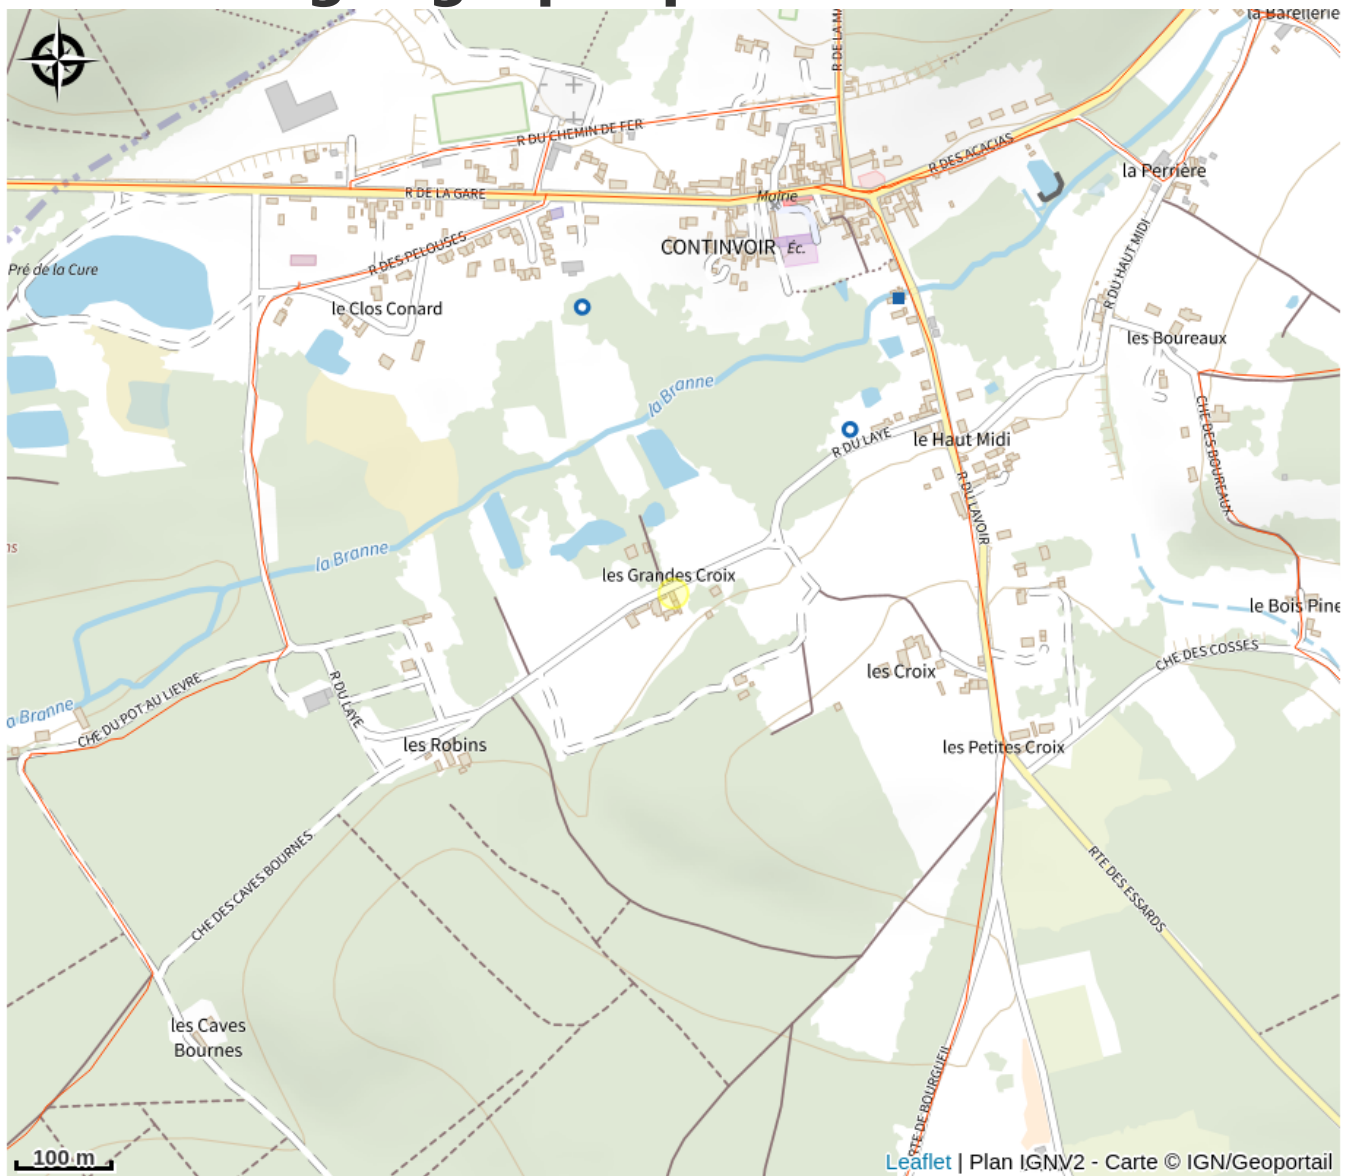 la Barellerie
R DE LA M
R DU CHEMIN DE FER
R DES ACACIAS
la Perrière
R DE LA GARE
Mairie
CONTINVOIR
Éc.
R DES PELOUSES
Pré de la Cure
R DU HAUT MIDI
le Clos Conard
les Boureaux
la Branne
CHE DES BOUREAUX
R DU LAYE
le Haut Midi
R DU LAVOIR
ns
la Branne
les Grandes Croix
le Bois Pine
CHE DES COSSES
les Croix
R DU LAYE
CHE DU POT AU LIEVRE
a Branne
les Robins
les Petites Croix
CHE DES CAVES BOURNES
RTE DES ESSARDS
les Caves
Bournes
RTE DE BOURGUEIL
100 m
Leaflet | Plan IGNV2 - Carte © IGN/Geoportail